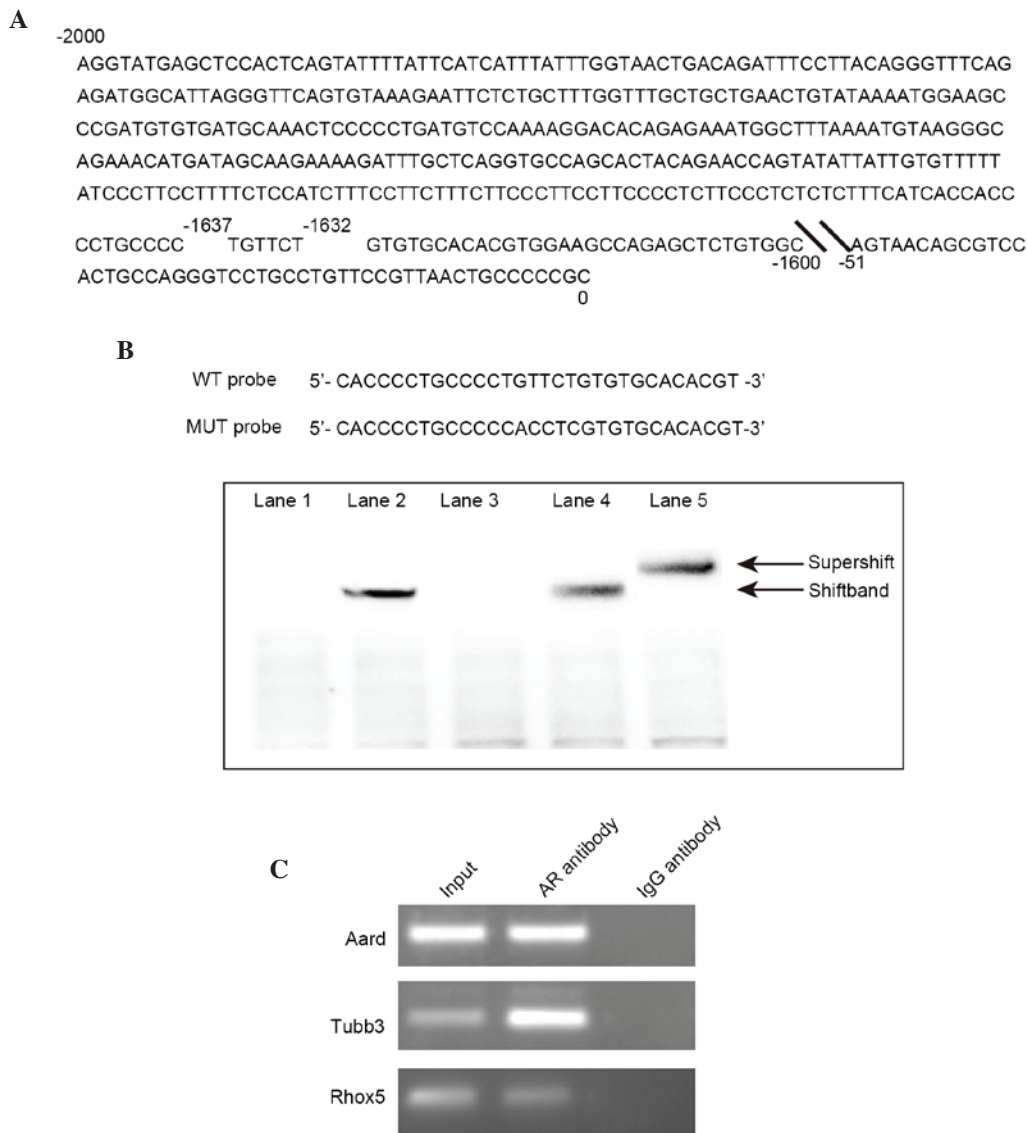 A
-2000
AGGTATGAGCTCCACTCAGTATTTTATTCATCATTTATTTGGTAACTGACAGATTTCCTTACAGGGTTTCAG
AGATGGCATTAGGGTTCAGTGTAAAGAATTCTCTGCTTTGGTTTGCTGCTGAACTGTATAAAATGGAAGC
CCGATGTGTGATGCAAACTCCCCCTGATGTCCAAAAGGACACAGAGAAATGGCTTTAAAATGTAAGGGC
AGAAACATGATAGCAAGAAAAGATTTGCTCAGGTGCCAGCACTACAGAACCAGTATATTATTGTGTTTTT
ATCCCTTCCTTTTCTCCATCTTTCCTTCTTTCTTCCCTTCCTTCCCCTCTTCCCTCTCTCTTTCATCACCACC
CCTGCCCC -1637 TGTTCT -1632 GTGTGCACACGTGGAAGCCAGAGCTCTGTGGC -1600 -51 AGTAACAGCGTCC
ACTGCCAGGGTCCTGCCTGTTCCGTTAACTGCCCCCGC
0
B
WT probe 5'- CACCCCTGCCCCTGTTCTGTGTGCACACGT -3'
MUT probe 5'- CACCCCTGCCCCCACCTCGTGTGCACACGT-3'
Lane 1 Lane 2 Lane 3 Lane 4 Lane 5
Supershift
Shiftband
C
Input AR antibody IgG antibody
Aard
Tubb3
Rhox5